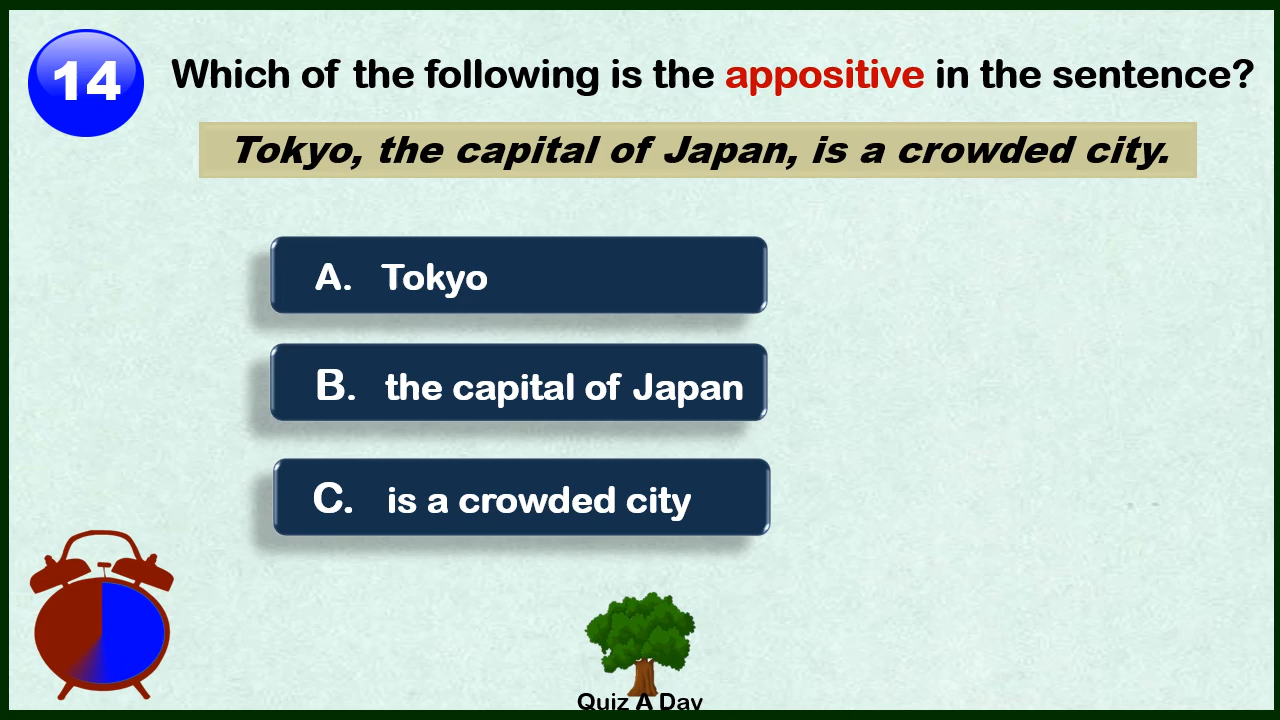 14
Which of the following is the appositive in the sentence?
Tokyo, the capital of Japan, is a crowded city.
A. Tokyo
B. the capital of Japan
C. is a crowded city
Quiz A Day